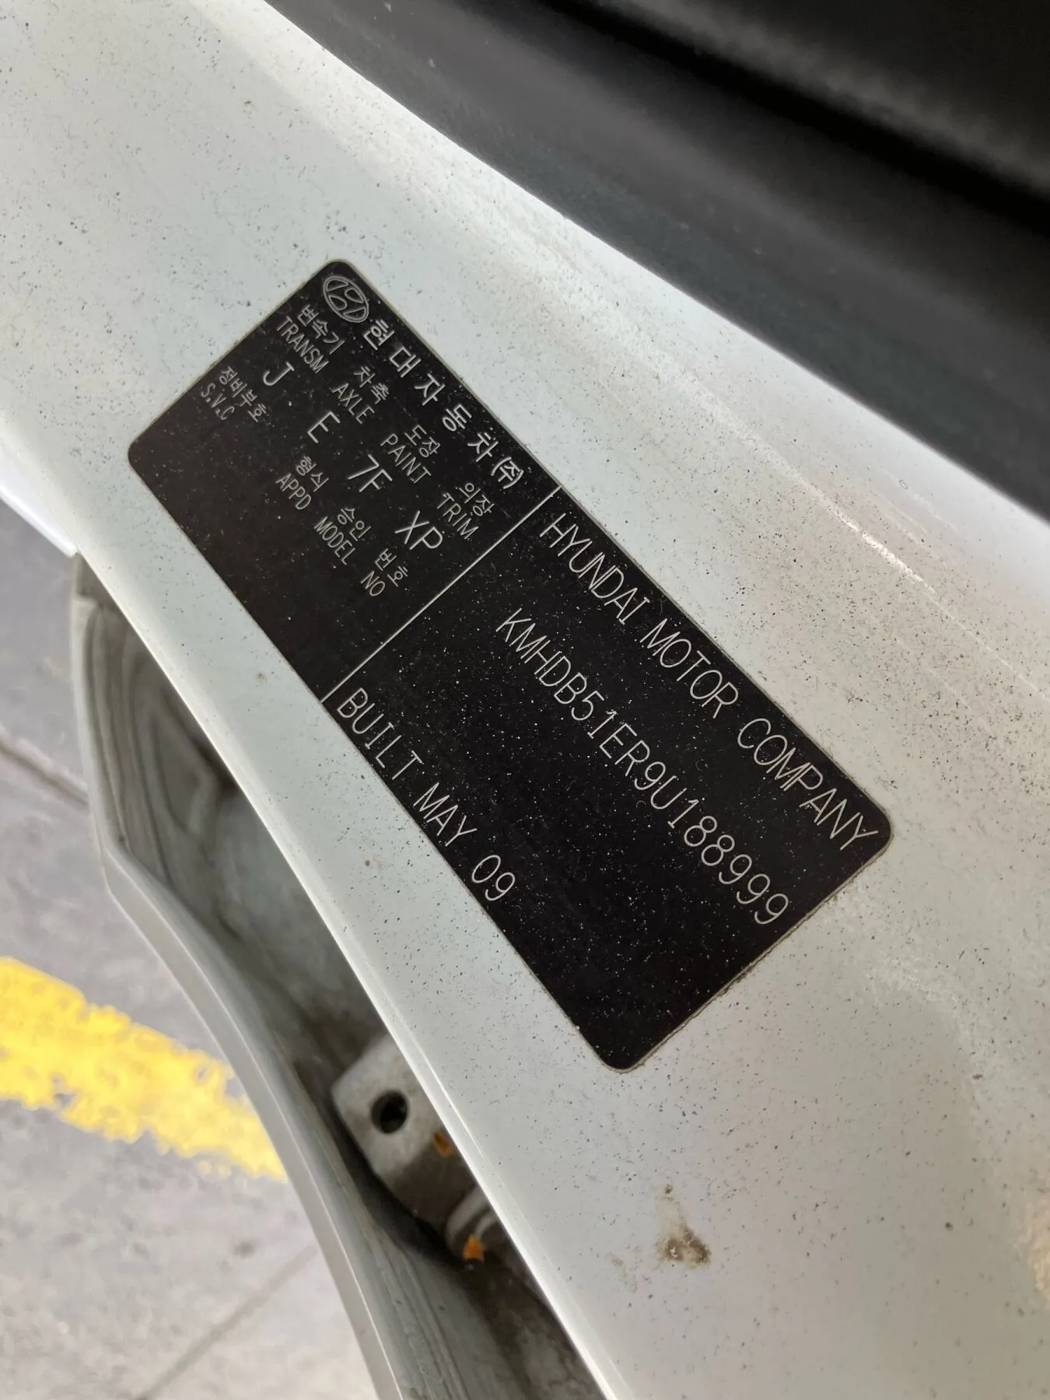 현대자동차(주)
변속기 차축 도장 의장
TRANSM AXLE PAINT TRIM
J E 7F XP
정비부호 형식 승인 번호
S.V.C APPD MODEL NO
HYUNDAI MOTOR COMPANY
KMHDB51ER9U188999
BUILT MAY 09